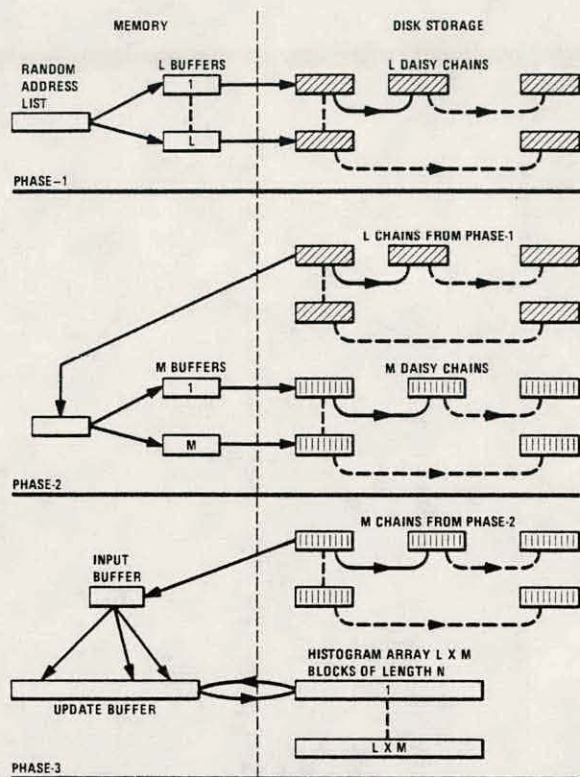 MEMORY
DISK STORAGE
RANDOM
ADDRESS
LIST
L BUFFERS
L DAISY CHAINS
1
L
PHASE-1
L CHAINS FROM PHASE-1
M BUFFERS
M DAISY CHAINS
1
M
PHASE-2
M CHAINS FROM PHASE-2
INPUT
BUFFER
HISTOGRAM ARRAY L X M
BLOCKS OF LENGTH N
1
UPDATE BUFFER
L X M
PHASE-3